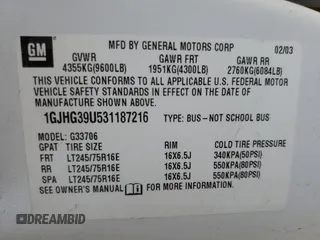 GM
MFD BY GENERAL MOTORS CORP 02/03
GVWR GAWR FRT GAWR RR
4355KG(9600LB) 1951KG(4300LB) 2760KG(6084LB)
THIS VEHICLE CONFORMS TO ALL APPLICABLE U.S. FEDERAL MOTOR
VEHICLE SAFETY STANDARDS IN EFFECT ON THE DATE OF
MANUFACTURE SHOWN ABOVE.
1GJHG39U531187216 TYPE: BUS-NOT SCHOOL BUS
MODEL: G33706
GPAT TIRE SIZE RIM COLD TIRE PRESSURE
FRT LT245/75R16E 16X6.5J 340KPA(50PSI)
RR LT245/75R16E 16X6.5J 550KPA(80PSI)
SPA LT245/75R16E 16X6.5J 550KPA(80PSI)
SEE OWNER'S MANUAL FOR ADDITIONAL INFORMATION
© DREAMBID